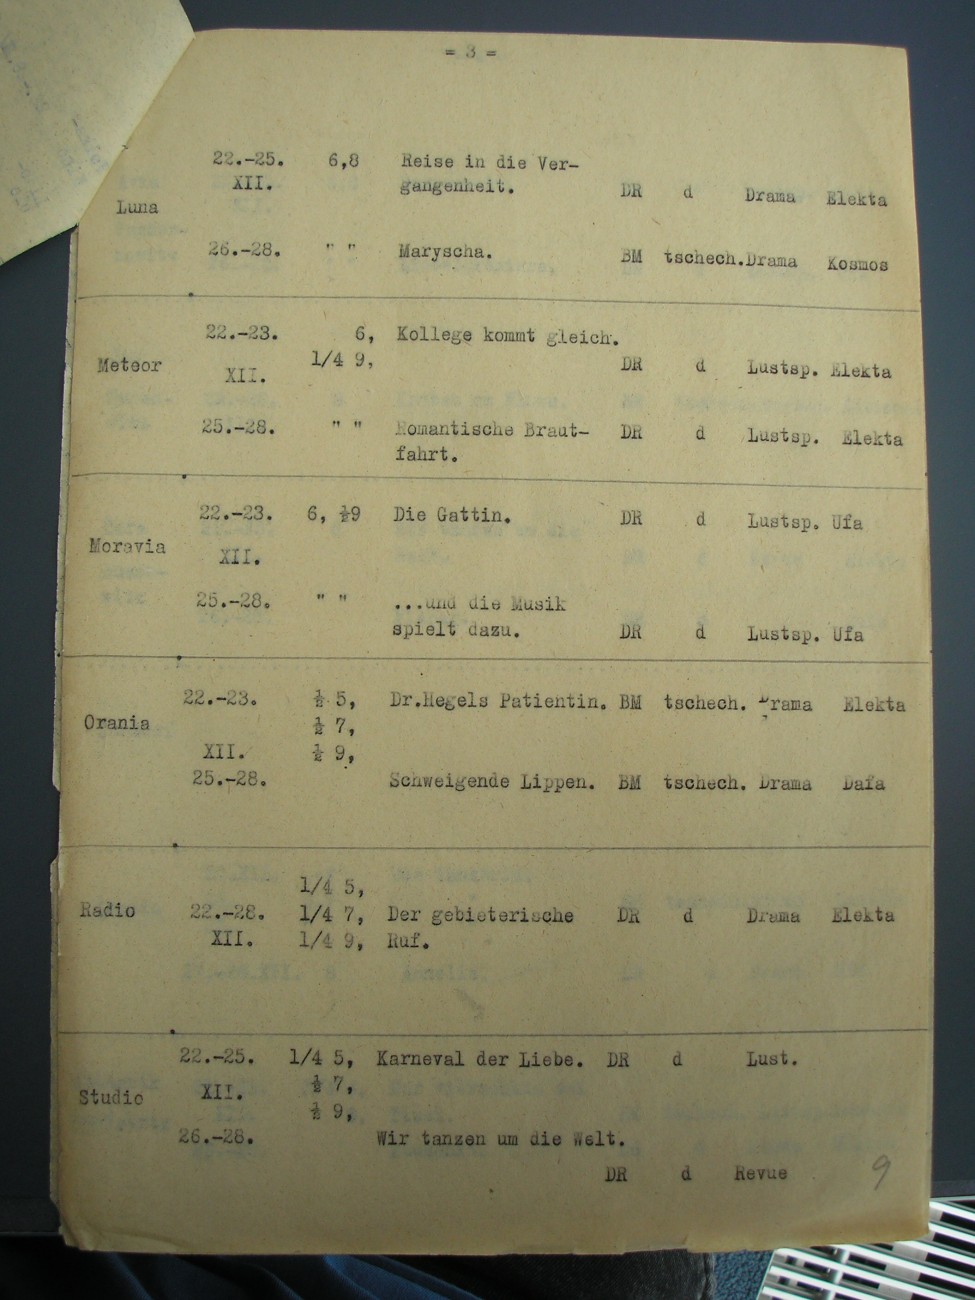 = 3 =
22.-25. 6,8 Reise in die Ver-
XII. gangenheit. DR d Drama Elekta
Luna
26.-28. " " Maryscha. BM tschech.Drama Kosmos
22.-23. 6, Kollege kommt gleich.
Meteor 1/4 9, DR d Lustsp. Elekta
XII.
25.-28. " " Romantische Braut- DR d Lustsp. Elekta
fahrt.
22.-23. 6, ½9 Die Gattin. DR d Lustsp. Ufa
Moravia
XII.
25.-28. " " ...und die Musik
spielt dazu. DR d Lustsp. Ufa
22.-23. ½ 5, Dr.Hegels Patientin. BM tschech. Drama Elekta
Orania ½ 7,
XII. ½ 9,
25.-28. Schweigende Lippen. BM tschech. Drama Dafa
1/4 5,
Radio 22.-28. 1/4 7, Der gebieterische DR d Drama Elekta
XII. 1/4 9, Ruf.
22.-25. 1/4 5, Karneval der Liebe. DR d Lust.
Studio XII. ½ 7,
½ 9,
26.-28. Wir tanzen um die Welt.
DR d Revue
9